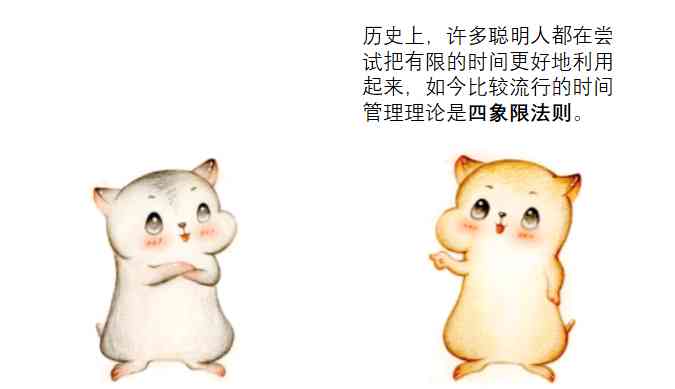 历史上，许多聪明人都在尝
试把有限的时间更好地利用
起来，如今比较流行的时间
管理理论是四象限法则。